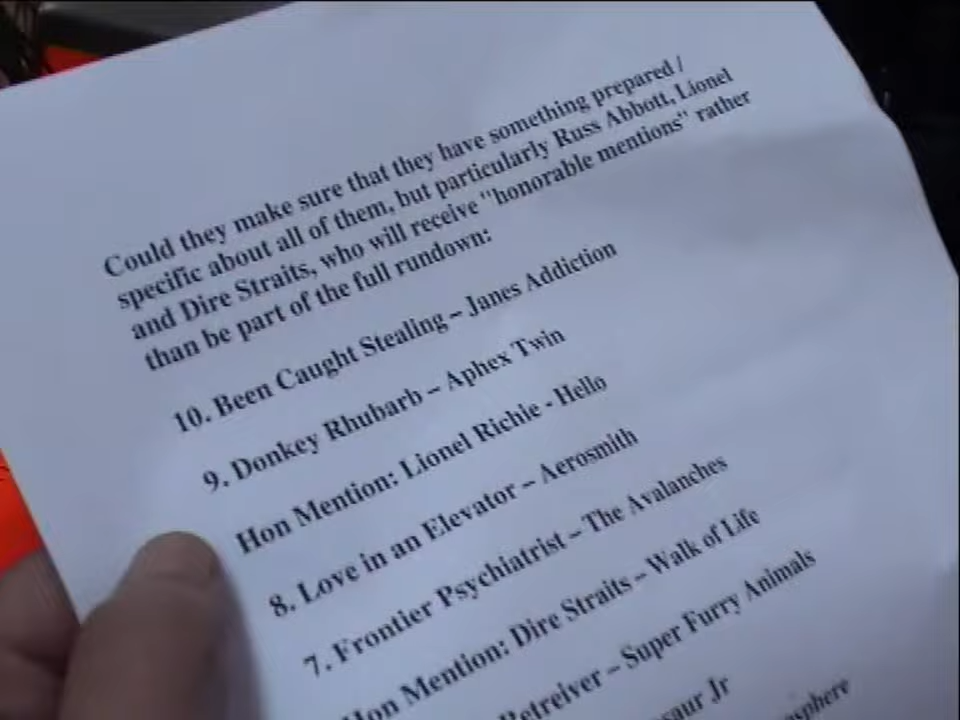 Could they make sure that they have something prepared /
specific about all of them, but particularly Russ Abbott, Lionel
and Dire Straits, who will receive "honorable mentions" rather
than be part of the full rundown:
10. Been Caught Stealing – Janes Addiction
9. Donkey Rhubarb – Aphex Twin
Hon Mention: Lionel Richie - Hello
8. Love in an Elevator – Aerosmith
7. Frontier Psychiatrist – The Avalanches
Hon Mention: Dire Straits – Walk of Life
Retreiver – Super Furry Animals
Jr